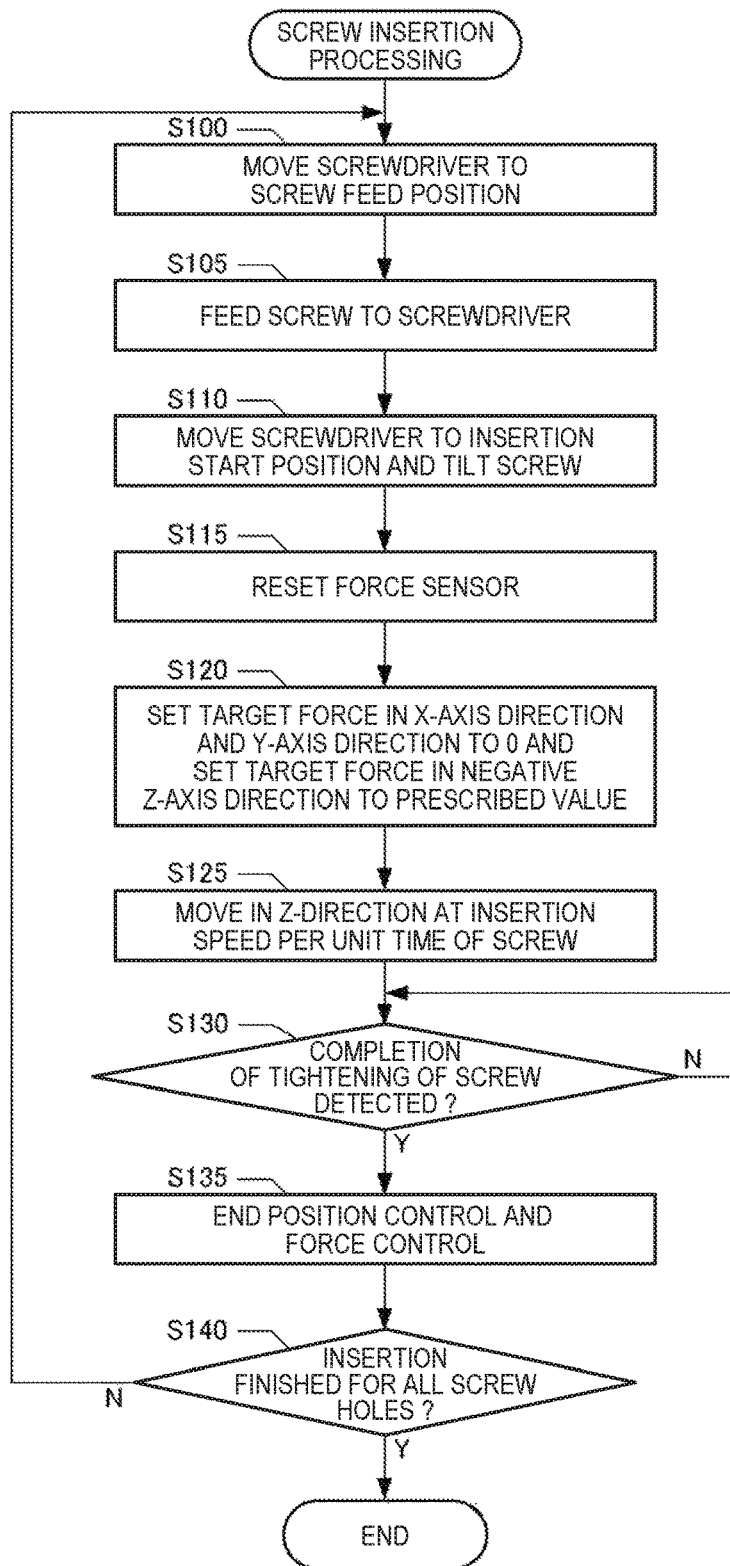 SCREW INSERTION
PROCESSING
S100
MOVE SCREWDRIVER TO
SCREW FEED POSITION
S105
FEED SCREW TO SCREWDRIVER
S110
MOVE SCREWDRIVER TO INSERTION
START POSITION AND TILT SCREW
S115
RESET FORCE SENSOR
S120
SET TARGET FORCE IN X-AXIS DIRECTION
AND Y-AXIS DIRECTION TO 0 AND
SET TARGET FORCE IN NEGATIVE
Z-AXIS DIRECTION TO PRESCRIBED VALUE
S125
MOVE IN Z-DIRECTION AT INSERTION
SPEED PER UNIT TIME OF SCREW
S130
COMPLETION
OF TIGHTENING OF SCREW
DETECTED ?
N
Y
S135
END POSITION CONTROL AND
FORCE CONTROL
S140
INSERTION
FINISHED FOR ALL SCREW
HOLES ?
N
Y
END